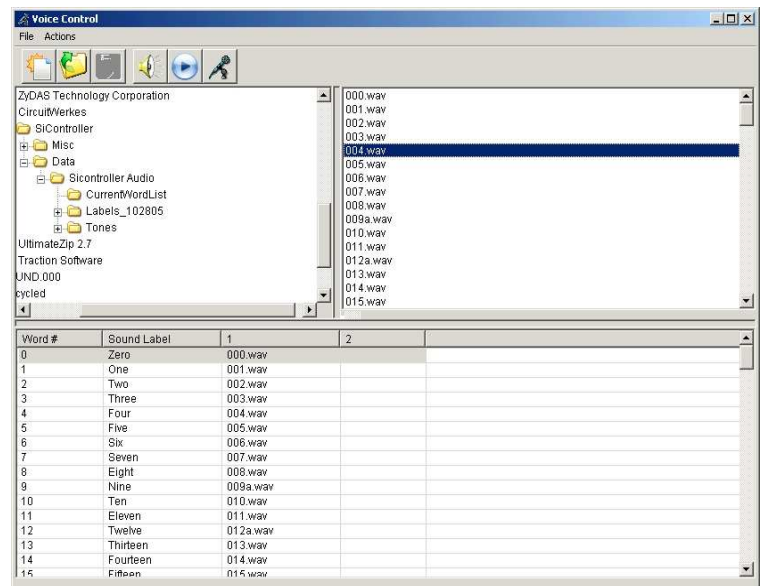 Voice Control
File Actions
ZyDAS Technology Corporation
CircuitWerkes
SiController
Misc
Data
Sicontroller Audio
CurrentWordList
Labels_102805
Tones
UltimateZip 2.7
Traction Software
UND.000
cycled
000.wav
001.wav
002.wav
003.wav
004.wav
005.wav
006.wav
007.wav
008.wav
009a.wav
010.wav
011.wav
012a.wav
013.wav
014.wav
015.wav
Word # Sound Label 1 2
0 Zero 000.wav
1 One 001.wav
2 Two 002.wav
3 Three 003.wav
4 Four 004.wav
5 Five 005.wav
6 Six 006.wav
7 Seven 007.wav
8 Eight 008.wav
9 Nine 009a.wav
10 Ten 010.wav
11 Eleven 011.wav
12 Twelve 012a.wav
13 Thirteen 013.wav
14 Fourteen 014.wav
15 Fifteen 015.wav